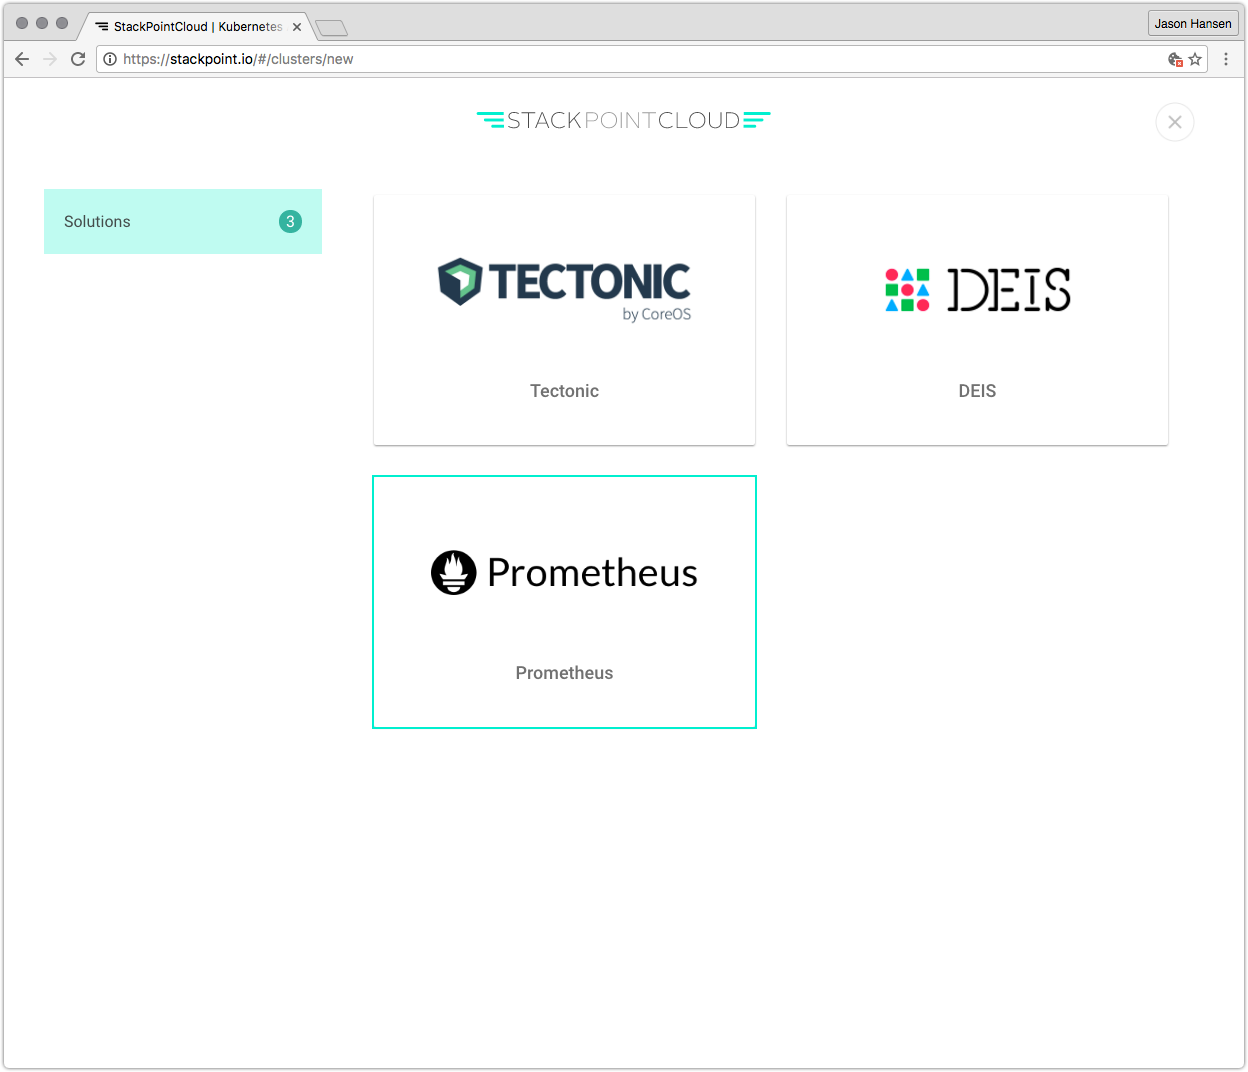 StackPointCloud | Kubernetes
Jason Hansen
https://stackpoint.io/#/clusters/new
STACKPOINTCLOUD
Solutions 3
TECTONIC
by CoreOS
Tectonic
DEIS
DEIS
Prometheus
Prometheus